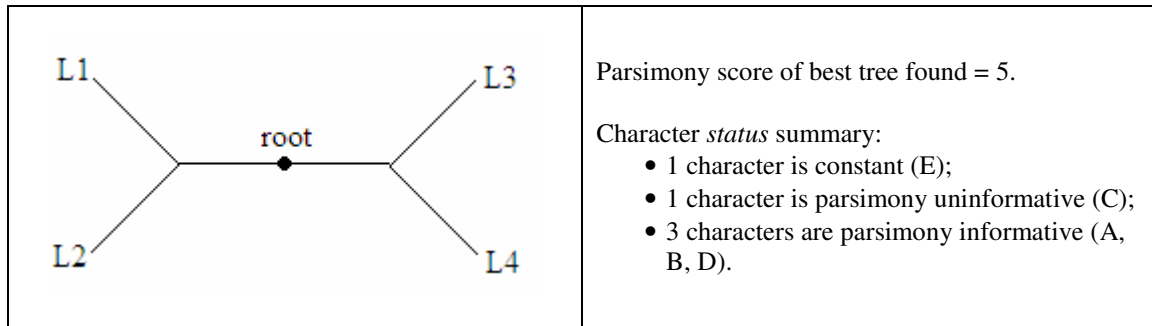 L1
L3
root
L2
L4
Parsimony score of best tree found = 5.
Character status summary:
• 1 character is constant (E);
• 1 character is parsimony uninformative (C);
• 3 characters are parsimony informative (A,
B, D).